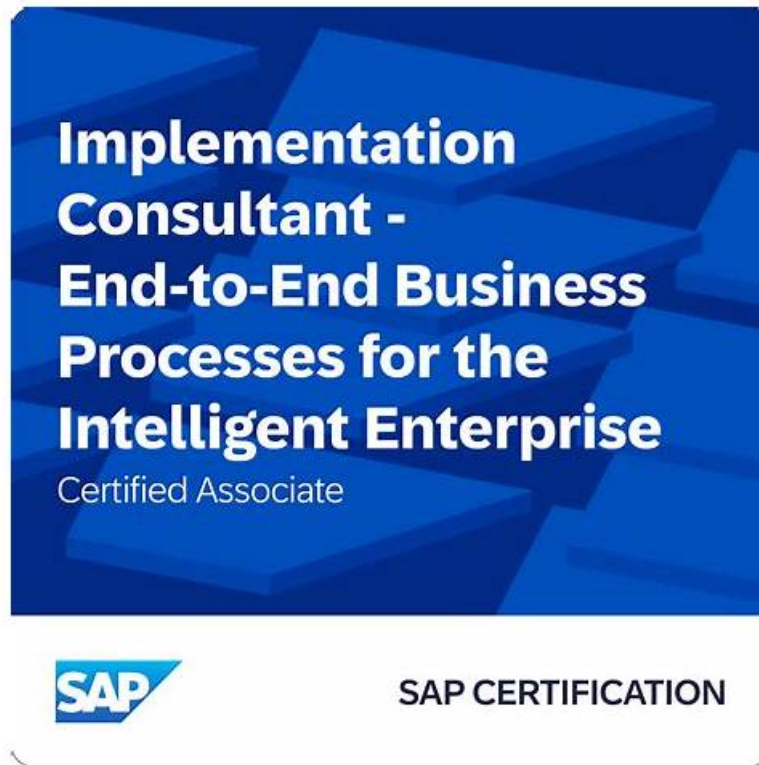 Implementation
Consultant -
End-to-End Business
Processes for the
Intelligent Enterprise
Certified Associate
SAP
SAP CERTIFICATION